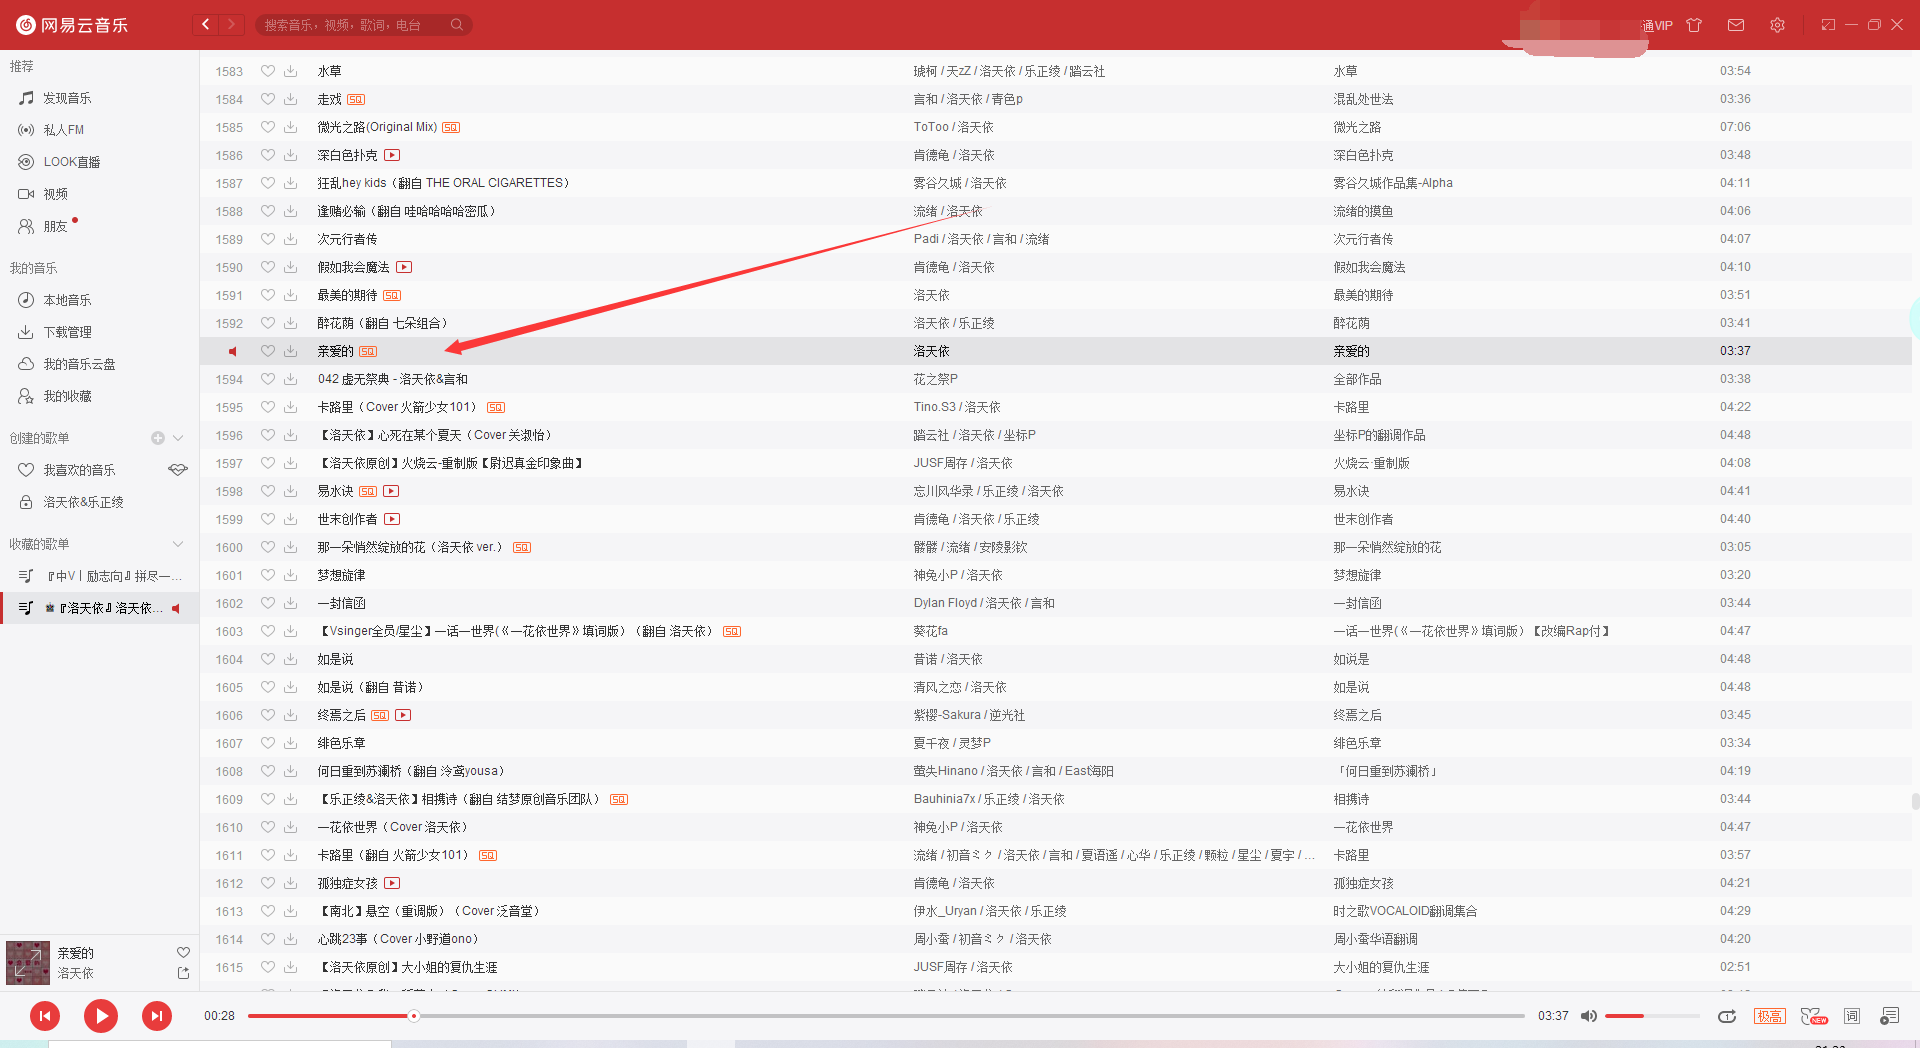 网易云音乐
搜索音乐，视频，歌词，电台
通VIP
推荐
发现音乐
私人FM
LOOK直播
视频
朋友
我的音乐
本地音乐
下载管理
我的音乐云盘
我的收藏
创建的歌单
我喜欢的音乐
洛天依&乐正绫
收藏的歌单
『中V丨励志向』拼尽一...
『洛天依』洛天依...
1583 水草 琥柯 / 天zZ / 洛天依 / 乐正绫 / 踏云社 水草 03:54
1584 走戏 SQ 言和 / 洛天依 / 青色p 混乱处世法 03:36
1585 微光之路(Original Mix) SQ ToToo / 洛天依 微光之路 07:06
1586 深白色扑克 肯德龟 / 洛天依 深白色扑克 03:48
1587 狂乱hey kids（翻自 THE ORAL CIGARETTES） 雾谷久城 / 洛天依 雾谷久城作品集-Alpha 04:11
1588 逢赌必输（翻自 哇哈哈哈哈密瓜） 流绪 / 洛天依 流绪的摸鱼 04:06
1589 次元行者传 Padi / 洛天依 / 言和 / 流绪 次元行者传 04:07
1590 假如我会魔法 肯德龟 / 洛天依 假如我会魔法 04:10
1591 最美的期待 SQ 洛天依 最美的期待 03:51
1592 醉花荫（翻自 七朵组合） 洛天依 / 乐正绫 醉花荫 03:41
亲爱的 SQ 洛天依 亲爱的 03:37
1594 042 虚无祭典 - 洛天依&言和 花之祭P 全部作品 03:38
1595 卡路里（Cover 火箭少女101） SQ Tino.S3 / 洛天依 卡路里 04:22
1596 【洛天依】心死在某个夏天（Cover 关淑怡） 踏云社 / 洛天依 / 坐标P 坐标P的翻调作品 04:48
1597 【洛天依原创】火烧云-重制版【尉迟真金印象曲】 JUSF周存 / 洛天依 火烧云·重制版 04:08
1598 易水诀 SQ 忘川风华录 / 乐正绫 / 洛天依 易水诀 04:41
1599 世末创作者 肯德龟 / 洛天依 / 乐正绫 世末创作者 04:40
1600 那一朵悄然绽放的花（洛天依 ver.） SQ 髅髅 / 流绪 / 安陵影钦 那一朵悄然绽放的花 03:05
1601 梦想旋律 神兔小P / 洛天依 梦想旋律 03:20
1602 一封信函 Dylan Floyd / 洛天依 / 言和 一封信函 03:44
1603 【Vsinger全员/星尘】一话一世界(《一花依世界》填词版）（翻自 洛天依） SQ 葵花fa 一话一世界(《一花依世界》填词版）【改编Rap付】 04:47
1604 如是说 昔诺 / 洛天依 如说是 04:48
1605 如是说（翻自 昔诺） 清风之恋 / 洛天依 如是说 04:48
1606 终焉之后 SQ 紫樱-Sakura / 逆光社 终焉之后 03:45
1607 绯色乐章 夏千夜 / 灵梦P 绯色乐章 03:34
1608 何日重到苏澜桥（翻自 泠鸢yousa） 萤失Hinano / 洛天依 / 言和 / East海阳 「何日重到苏澜桥」 04:19
1609 【乐正绫&洛天依】相携诗（翻自 结梦原创音乐团队） SQ Bauhinia7x / 乐正绫 / 洛天依 相携诗 03:44
1610 一花依世界（Cover 洛天依） 神兔小P / 洛天依 一花依世界 04:47
1611 卡路里（翻自 火箭少女101） SQ 流绪 / 初音ミク / 洛天依 / 言和 / 夏语遥 / 心华 / 乐正绫 / 颗粒 / 星尘 / 夏宇 / ... 卡路里 03:57
1612 孤独症女孩 肯德龟 / 洛天依 孤独症女孩 04:21
1613 【南北】悬空（重调版）（Cover 泛音堂） 伊水_Uryan / 洛天依 / 乐正绫 时之歌VOCALOID翻调集合 04:29
1614 心跳23事（Cover 小野道ono） 周小蚕 / 初音ミク / 洛天依 周小蚕华语翻调 04:20
1615 【洛天依原创】大小姐的复仇生涯 JUSF周存 / 洛天依 大小姐的复仇生涯 02:51
亲爱的
洛天依
00:28 03:37 1 极高 NEW 词